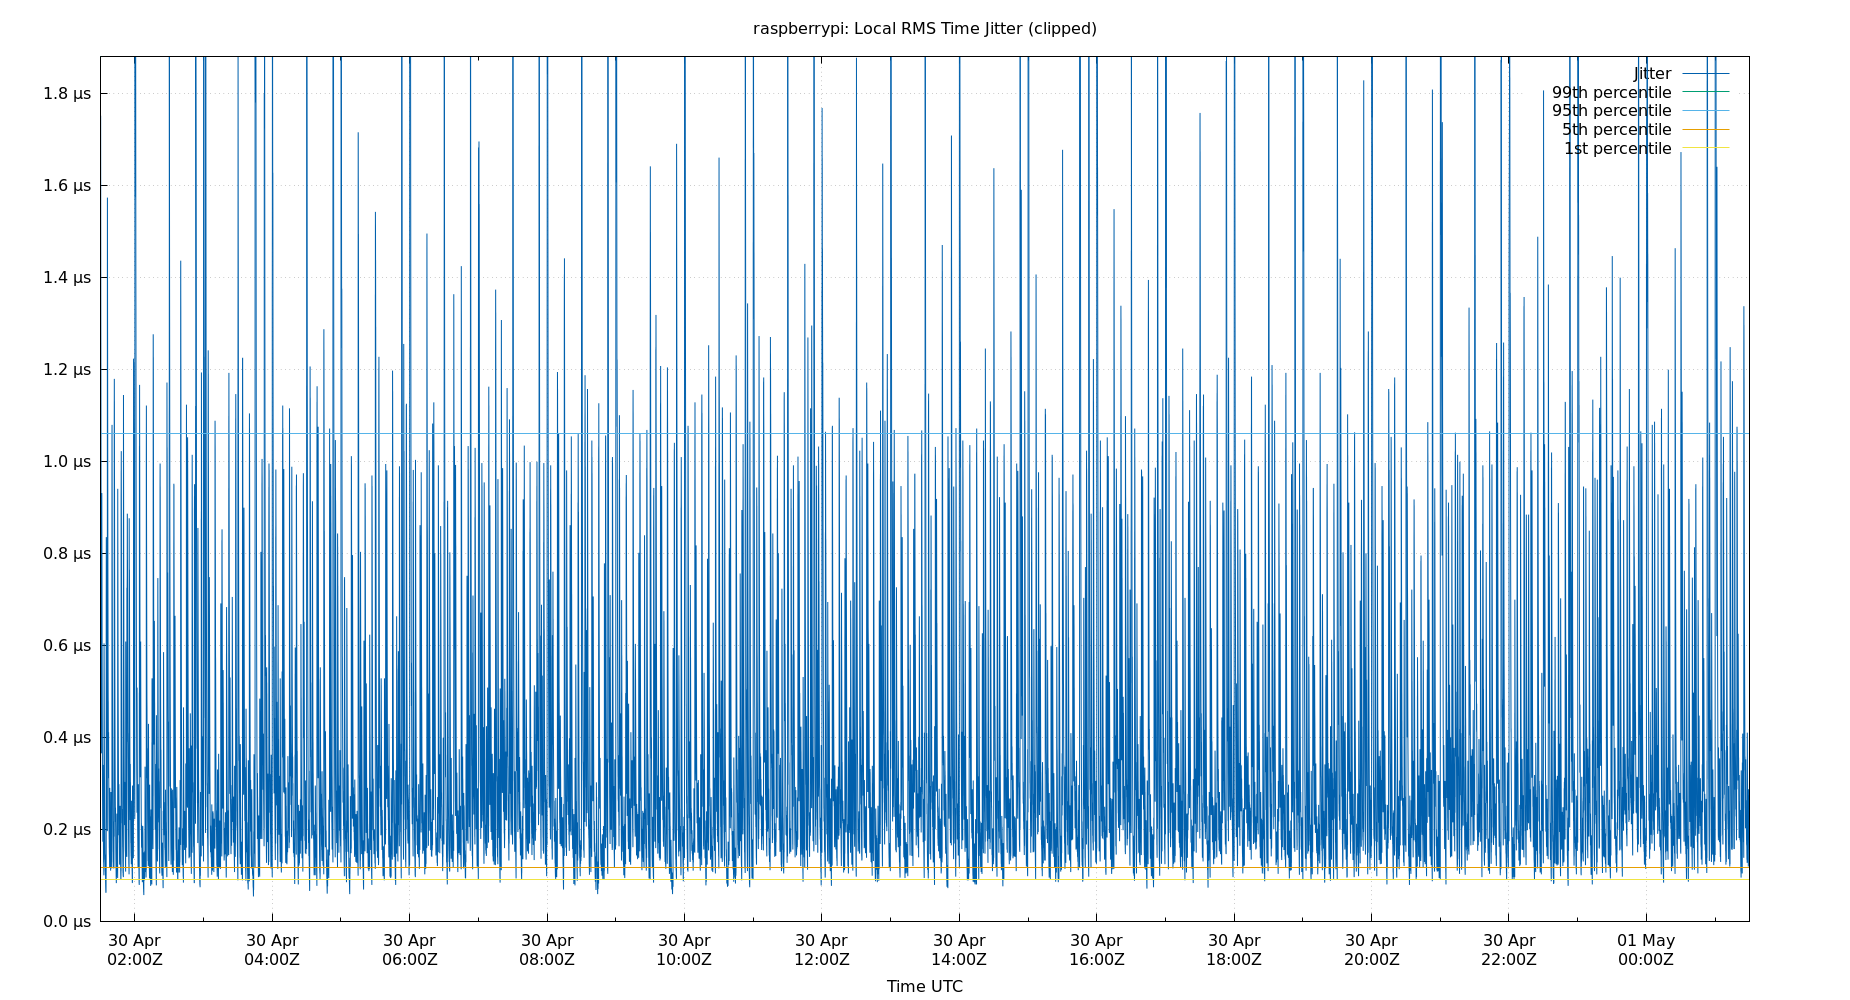 raspberrypi: Local RMS Time Jitter (clipped)
Jitter
99th percentile
95th percentile
5th percentile
1st percentile
1.8 µs
1.6 µs
1.4 µs
1.2 µs
1.0 µs
0.8 µs
0.6 µs
0.4 µs
0.2 µs
0.0 µs
30 Apr 30 Apr 30 Apr 30 Apr 30 Apr 30 Apr 30 Apr 30 Apr 30 Apr 30 Apr 30 Apr 01 May
02:00Z 04:00Z 06:00Z 08:00Z 10:00Z 12:00Z 14:00Z 16:00Z 18:00Z 20:00Z 22:00Z 00:00Z
Time UTC